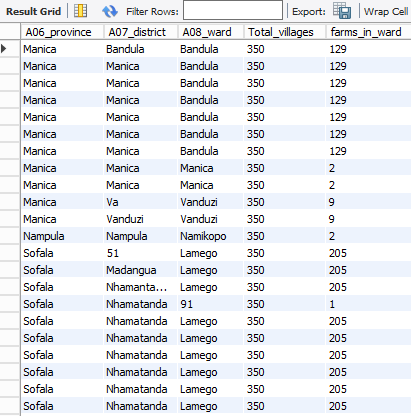 Result Grid Filter Rows: Export: Wrap Cell
A06_province A07_district A08_ward Total_villages farms_in_ward
Manica Bandula Bandula 350 129
Manica Manica Bandula 350 129
Manica Manica Bandula 350 129
Manica Manica Bandula 350 129
Manica Manica Bandula 350 129
Manica Manica Bandula 350 129
Manica Manica Bandula 350 129
Manica Manica Manica 350 2
Manica Manica Manica 350 2
Manica Va Vanduzi 350 9
Manica Vanduzi Vanduzi 350 9
Nampula Nampula Namikopo 350 2
Sofala 51 Lamego 350 205
Sofala Madangua Lamego 350 205
Sofala Nhamanta... Lamego 350 205
Sofala Nhamatanda 91 350 1
Sofala Nhamatanda Lamego 350 205
Sofala Nhamatanda Lamego 350 205
Sofala Nhamatanda Lamego 350 205
Sofala Nhamatanda Lamego 350 205
Sofala Nhamatanda Lamego 350 205
Sofala Nhamatanda Lamego 350 205